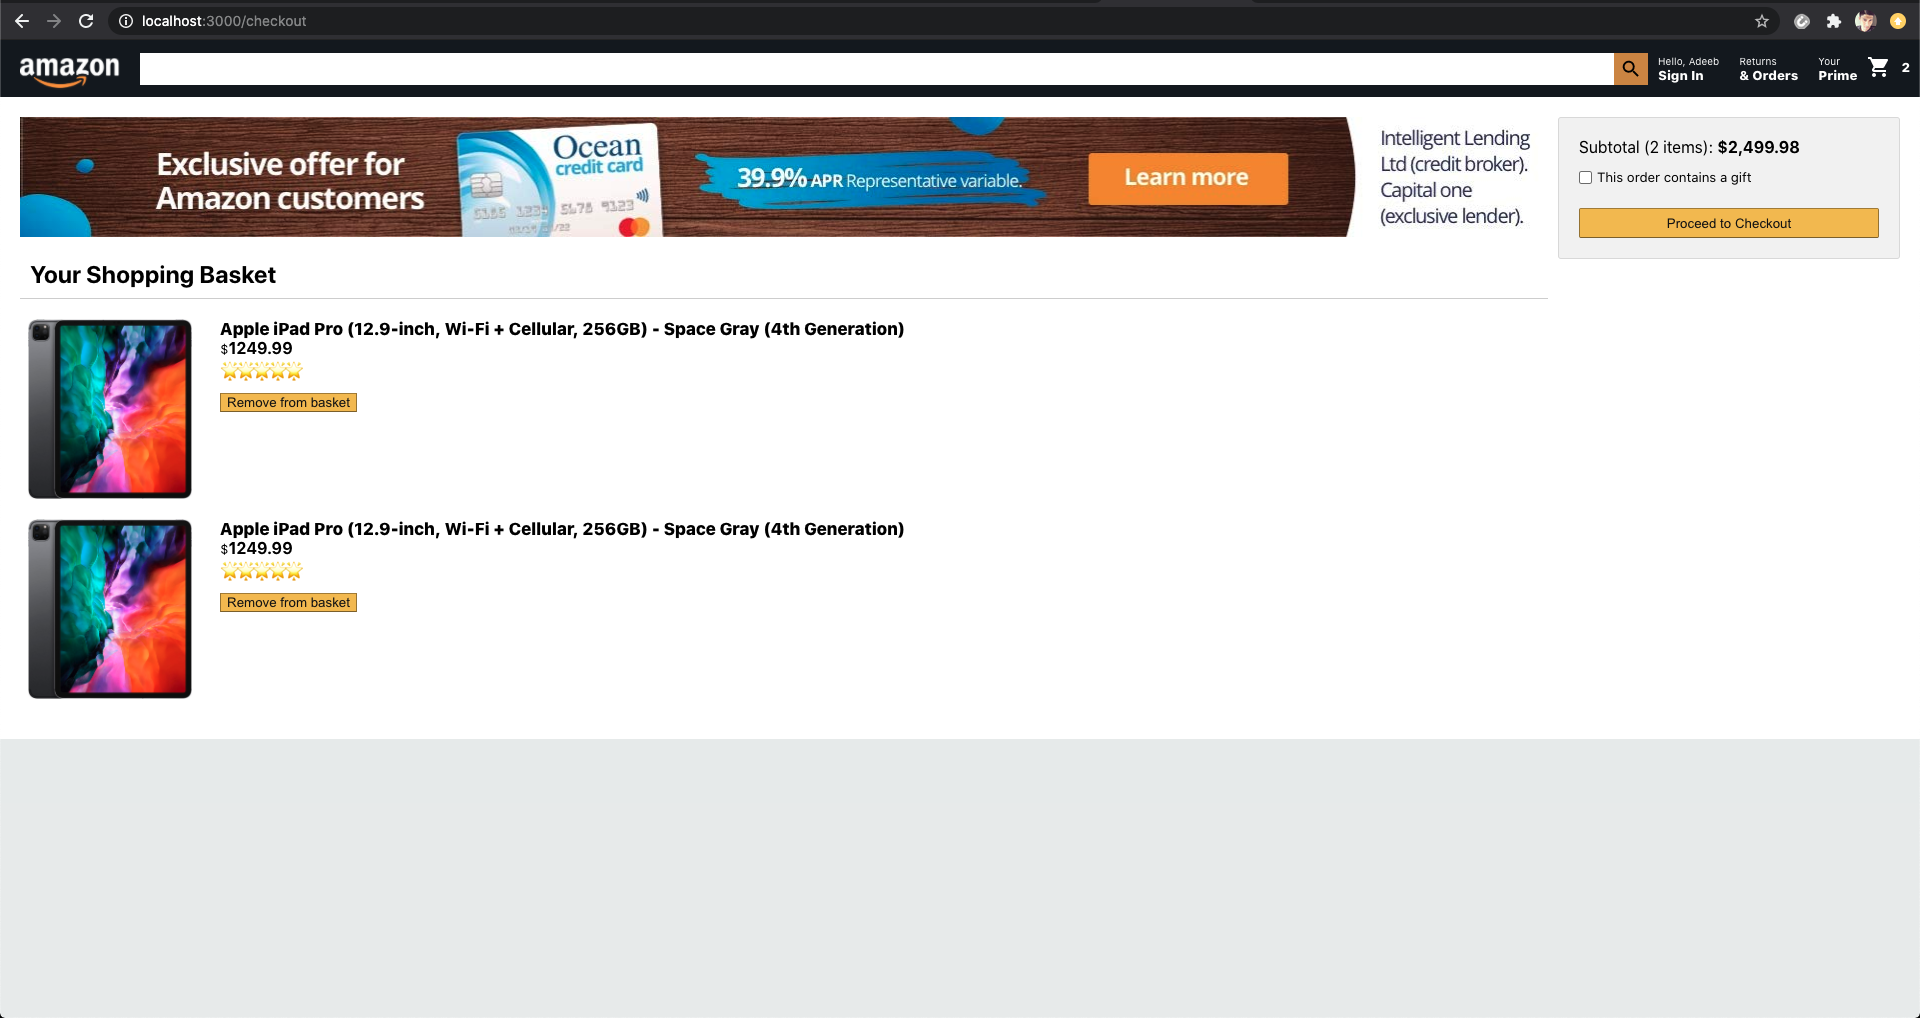 localhost:3000/checkout
amazon
Hello, Adeeb
Sign In
Returns
& Orders
Your
Prime
2
Exclusive offer for
Amazon customers
Ocean
credit card
39.9% APR Representative variable.
Learn more
Intelligent Lending
Ltd (credit broker).
Capital one
(exclusive lender).
Subtotal (2 items): $2,499.98
This order contains a gift
Proceed to Checkout
Your Shopping Basket
Apple iPad Pro (12.9-inch, Wi-Fi + Cellular, 256GB) - Space Gray (4th Generation)
$1249.99
Remove from basket
Apple iPad Pro (12.9-inch, Wi-Fi + Cellular, 256GB) - Space Gray (4th Generation)
$1249.99
Remove from basket